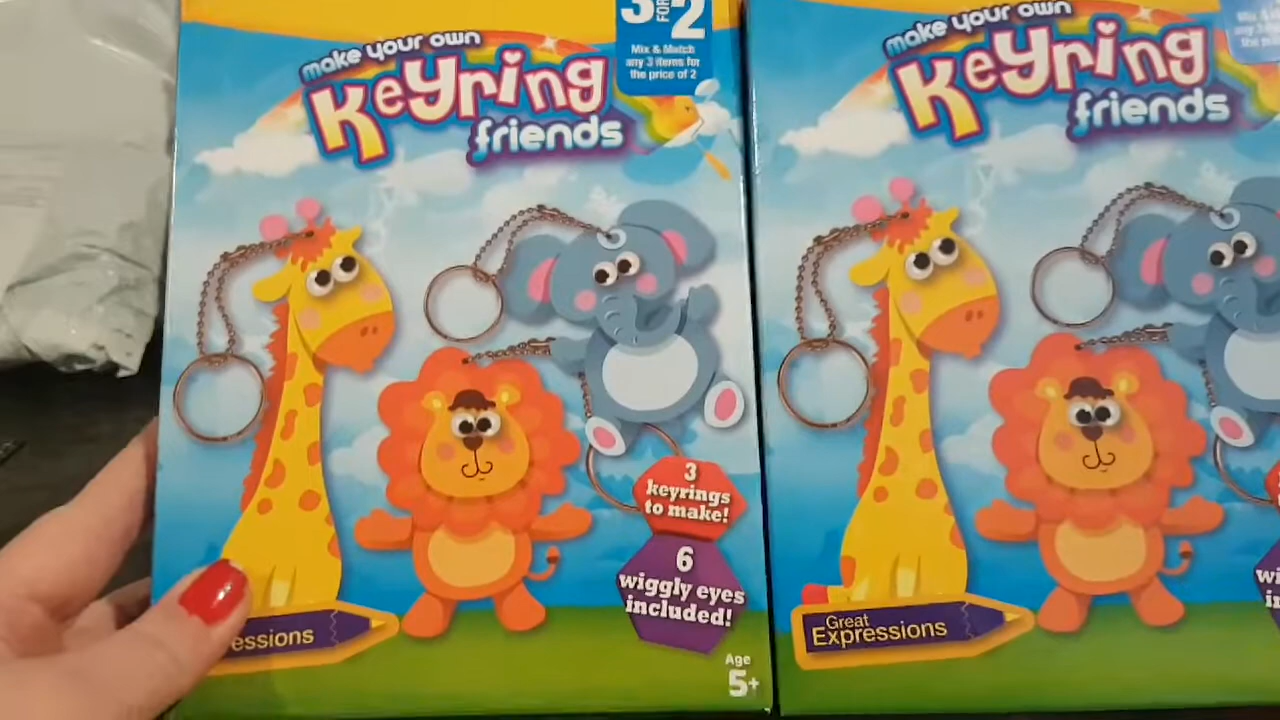 3 FOR 2
Mix & Match
any 3 items for
the price of 2
make your own
Keyring
friends
3
keyrings
to make!
6
wiggly eyes
included!
essions
Age
5+
make your own
Keyring
friends
Great
Expressions